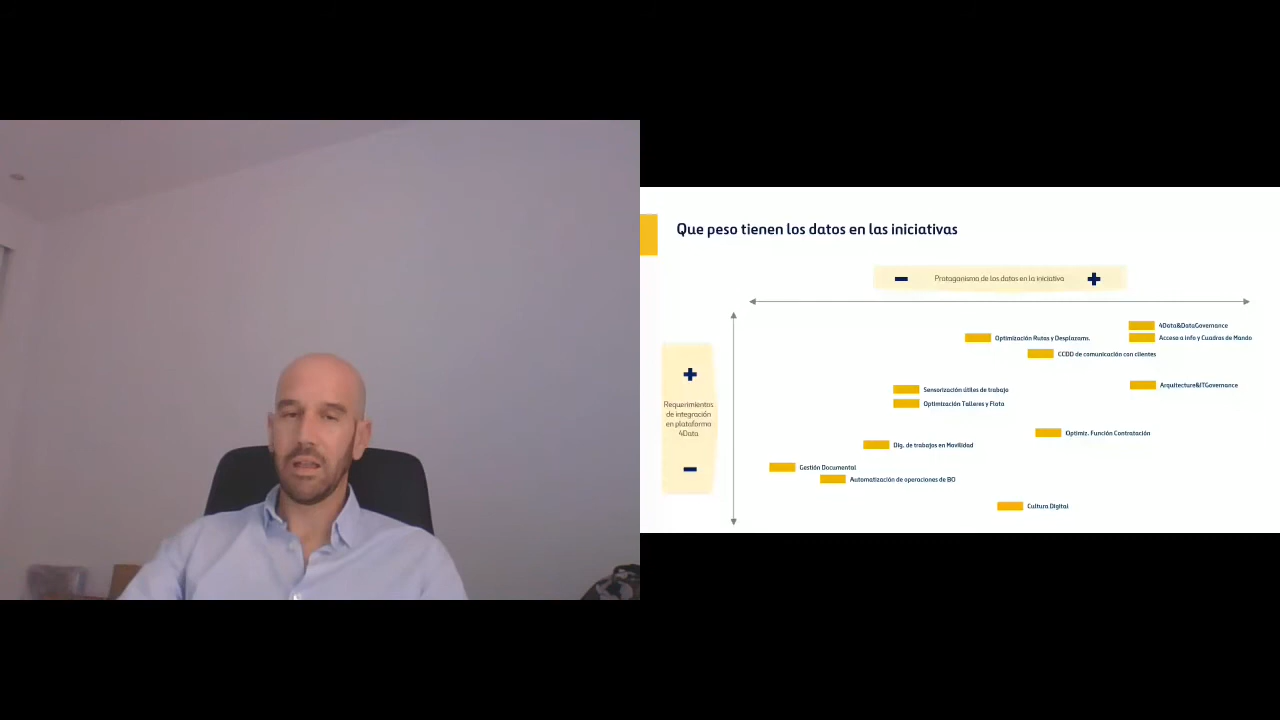 Que peso tienen los datos en las iniciativas
Protagonismo de los datos en la iniciativa
4Data&DataGovernance
Optimización Rutas y Desplazams.
Acceso a info y Cuadros de Mando
CCDD de comunicación con clientes
Arquitecture&ITGovernance
Sensorización útiles de trabajo
Requerimientos
de integración
en plataforma
4Data
Optimización Talleres y Flota
Optimiz. Función Contratación
Dig. de trabajos en Movilidad
Gestión Documental
Automatización de operaciones de BO
Cultura Digital